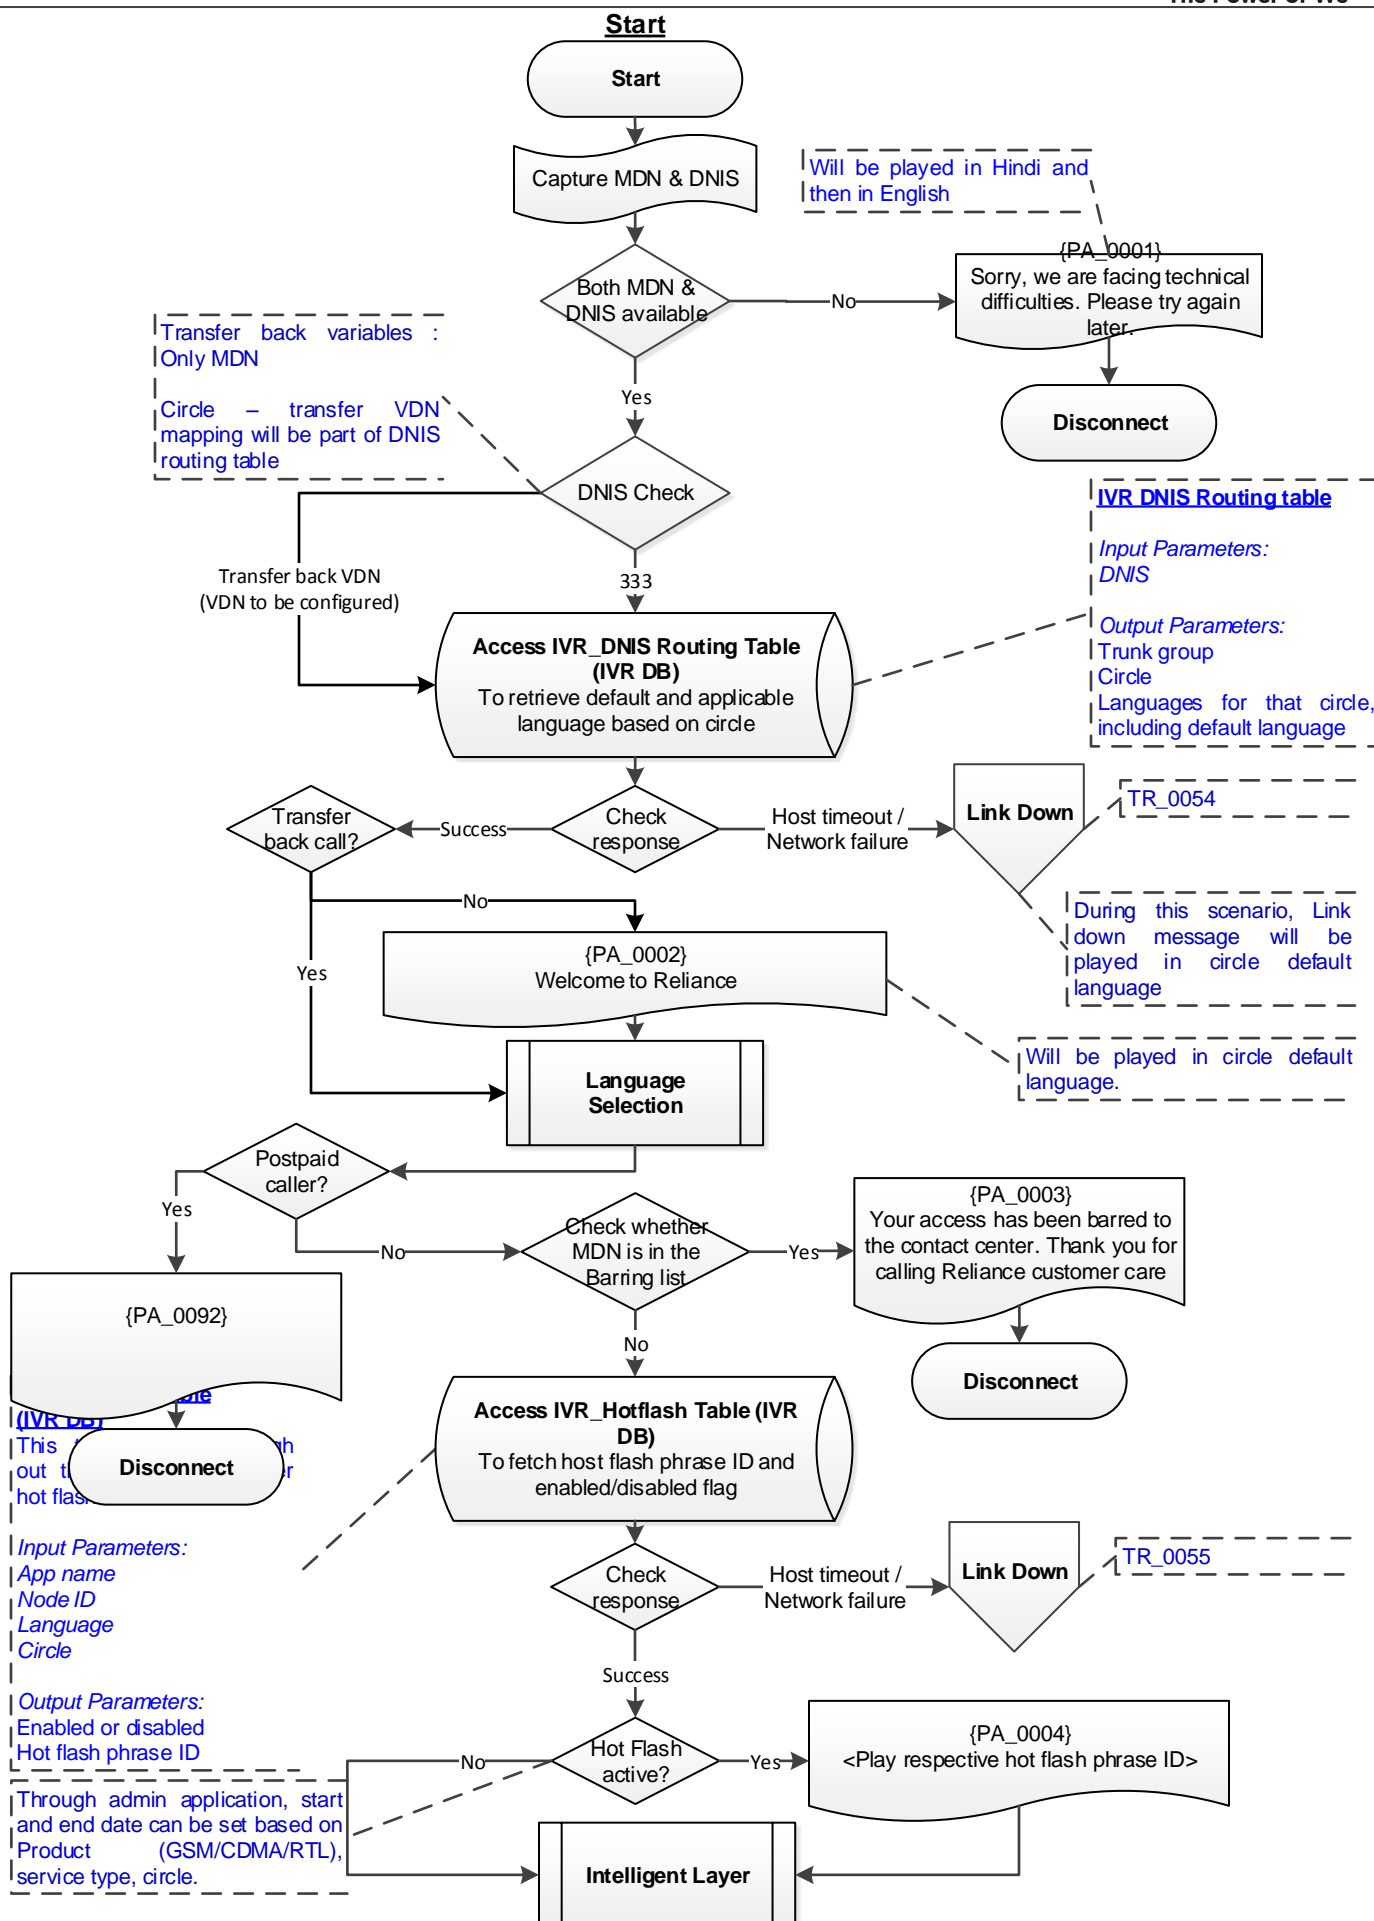 Start
Start
Capture MDN & DNIS
Will be played in Hindi and
then in English
Both MDN &
DNIS available
No
{PA_0001}
Sorry, we are facing technical
difficulties. Please try again
later.
Disconnect
Transfer back variables :
Only MDN
Circle – transfer VDN
mapping will be part of DNIS
routing table
Yes
DNIS Check
Transfer back VDN
(VDN to be configured)
333
IVR DNIS Routing table
Input Parameters:
DNIS
Output Parameters:
Trunk group
Circle
Languages for that circle,
including default language
Access IVR_DNIS Routing Table
(IVR DB)
To retrieve default and applicable
language based on circle
Transfer
back call?
Success
Check
response
Host timeout /
Network failure
Link Down
TR_0054
During this scenario, Link
down message will be
played in circle default
language
No
Yes
{PA_0002}
Welcome to Reliance
Will be played in circle default
language.
Language
Selection
Postpaid
caller?
Yes
No
Check whether
MDN is in the
Barring list
Yes
{PA_0003}
Your access has been barred to
the contact center. Thank you for
calling Reliance customer care
Disconnect
No
{PA_0092}
Disconnect
(IVR DB)
This
out
hot
Input Parameters:
App name
Node ID
Language
Circle
Output Parameters:
Enabled or disabled
Hot flash phrase ID
Access IVR_Hotflash Table (IVR
DB)
To fetch host flash phrase ID and
enabled/disabled flag
Check
response
Host timeout /
Network failure
Link Down
TR_0055
Success
Hot Flash
active?
No
Yes
{PA_0004}
<Play respective hot flash phrase ID>
Through admin application, start
and end date can be set based on
Product (GSM/CDMA/RTL),
service type, circle.
Intelligent Layer